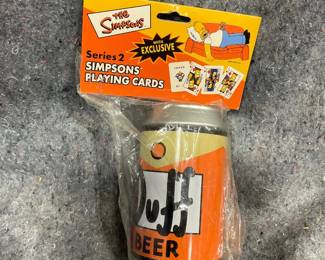 THE
SIMPSONS
EXCLUSIVE
Series 2
SIMPSONS
PLAYING CARDS
Duff
BEER